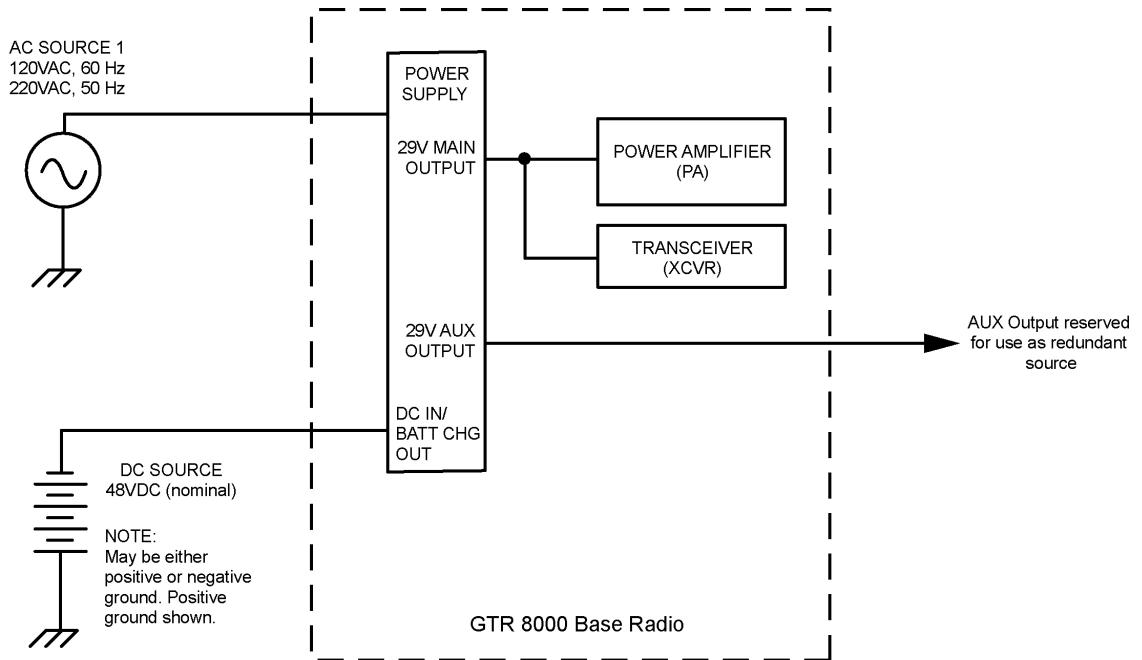 AC SOURCE 1
120VAC, 60 Hz
220VAC, 50 Hz
POWER
SUPPLY
29V MAIN
OUTPUT
POWER AMPLIFIER
(PA)
TRANSCEIVER
(XCVR)
29V AUX
OUTPUT
AUX Output reserved
for use as redundant
source
DC IN/
BATT CHG
OUT
DC SOURCE
48VDC (nominal)
NOTE:
May be either
positive or negative
ground. Positive
ground shown.
GTR 8000 Base Radio